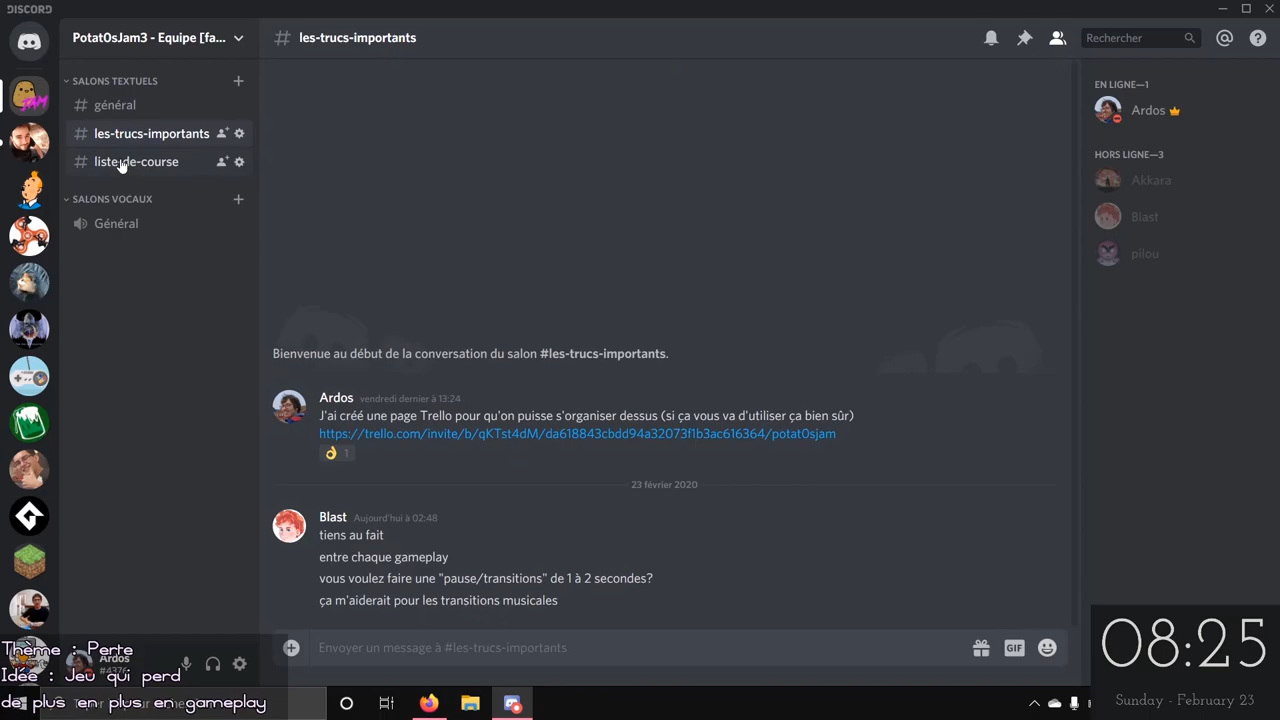 DISCORD
PotatOsJam3 - Equipe [fa...
SALONS TEXTUELS
général
les-trucs-importants
liste-de-course
SALONS VOCAUX
Général
les-trucs-importants
Rechercher
Bienvenue au début de la conversation du salon #les-trucs-importants.
Ardos vendredi dernier à 13:24
J'ai créé une page Trello pour qu'on puisse s'organiser dessus (si ça vous va d'utiliser ça bien sûr)
https://trello.com/invite/b/qKTst4dM/da618843cbdd94a32073f1b3ac616364/potat0sjam
1
23 février 2020
Blast Aujourd'hui à 02:48
tiens au fait
entre chaque gameplay
vous voulez faire une "pause/transitions" de 1 à 2 secondes?
ça m'aiderait pour les transitions musicales
Envoyer un message à #les-trucs-importants
GIF
EN LIGNE—1
Ardos
HORS LIGNE—3
Akkara
Blast
pilou
Ardos
Thème : Perte
Idée : Jeu qui perd
de plus en plus en gameplay
08:25
Sunday - February 23
JAM